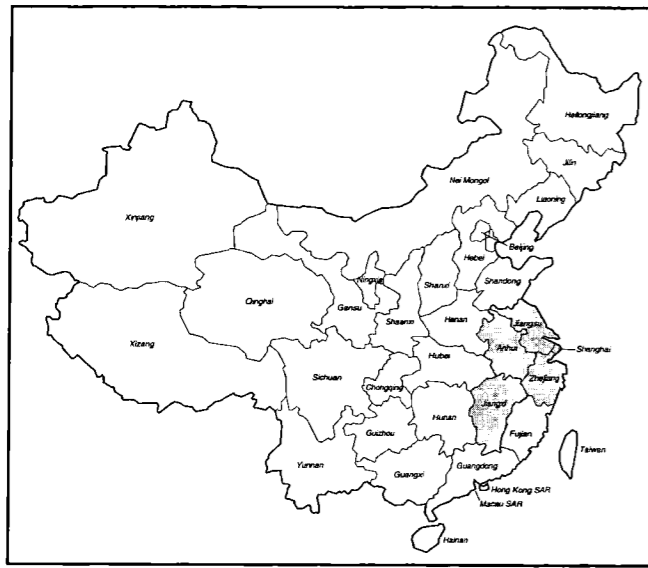 Heilongjiang
Jilin
Nei Mongol
Liaoning
Xinjiang
Beijing
Hebei
Ningxia
Shanxi
Shandong
Qinghai
Gansu
Shaanxi
Henan
Jiangsu
Xizang
Anhui
Shanghai
Hubei
Sichuan
Chongqing
Zhejiang
Jiangxi
Hunan
Guizhou
Fujian
Taiwan
Yunnan
Guangxi
Guangdong
Hong Kong SAR
Macau SAR
Hainan